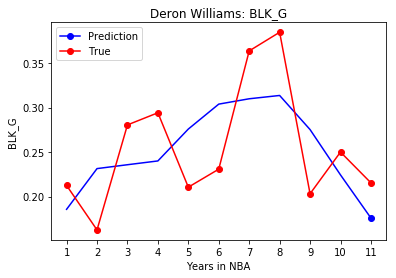 Deron Williams: BLK_G
Prediction
True
0.35
0.30
0.25
0.20
BLK_G
1 2 3 4 5 6 7 8 9 10 11
Years in NBA